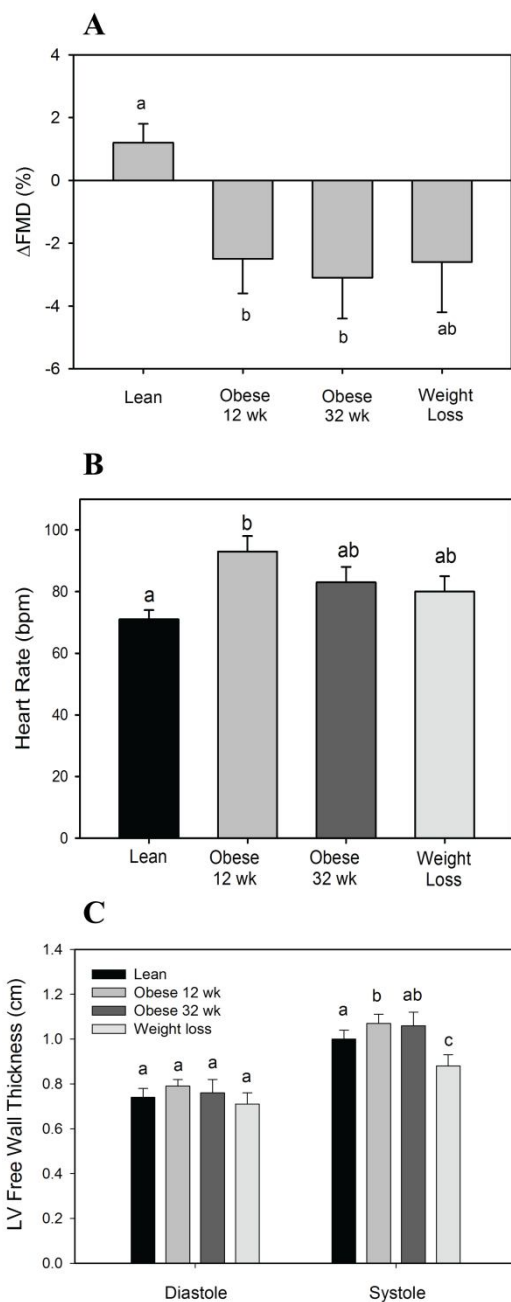 A
4
2
0
-2
-4
-6
ΔFMD (%)
a
b
b
ab
Lean
Obese
12 wk
Obese
32 wk
Weight
Loss
B
100
80
60
40
20
0
Heart Rate (bpm)
a
b
ab
ab
Lean
Obese
12 wk
Obese
32 wk
Weight
Loss
C
1.4
1.2
1.0
0.8
0.6
0.4
0.2
0.0
LV Free Wall Thickness (cm)
Lean
Obese 12 wk
Obese 32 wk
Weight loss
a
a
a
a
a
b
ab
c
Diastole
Systole